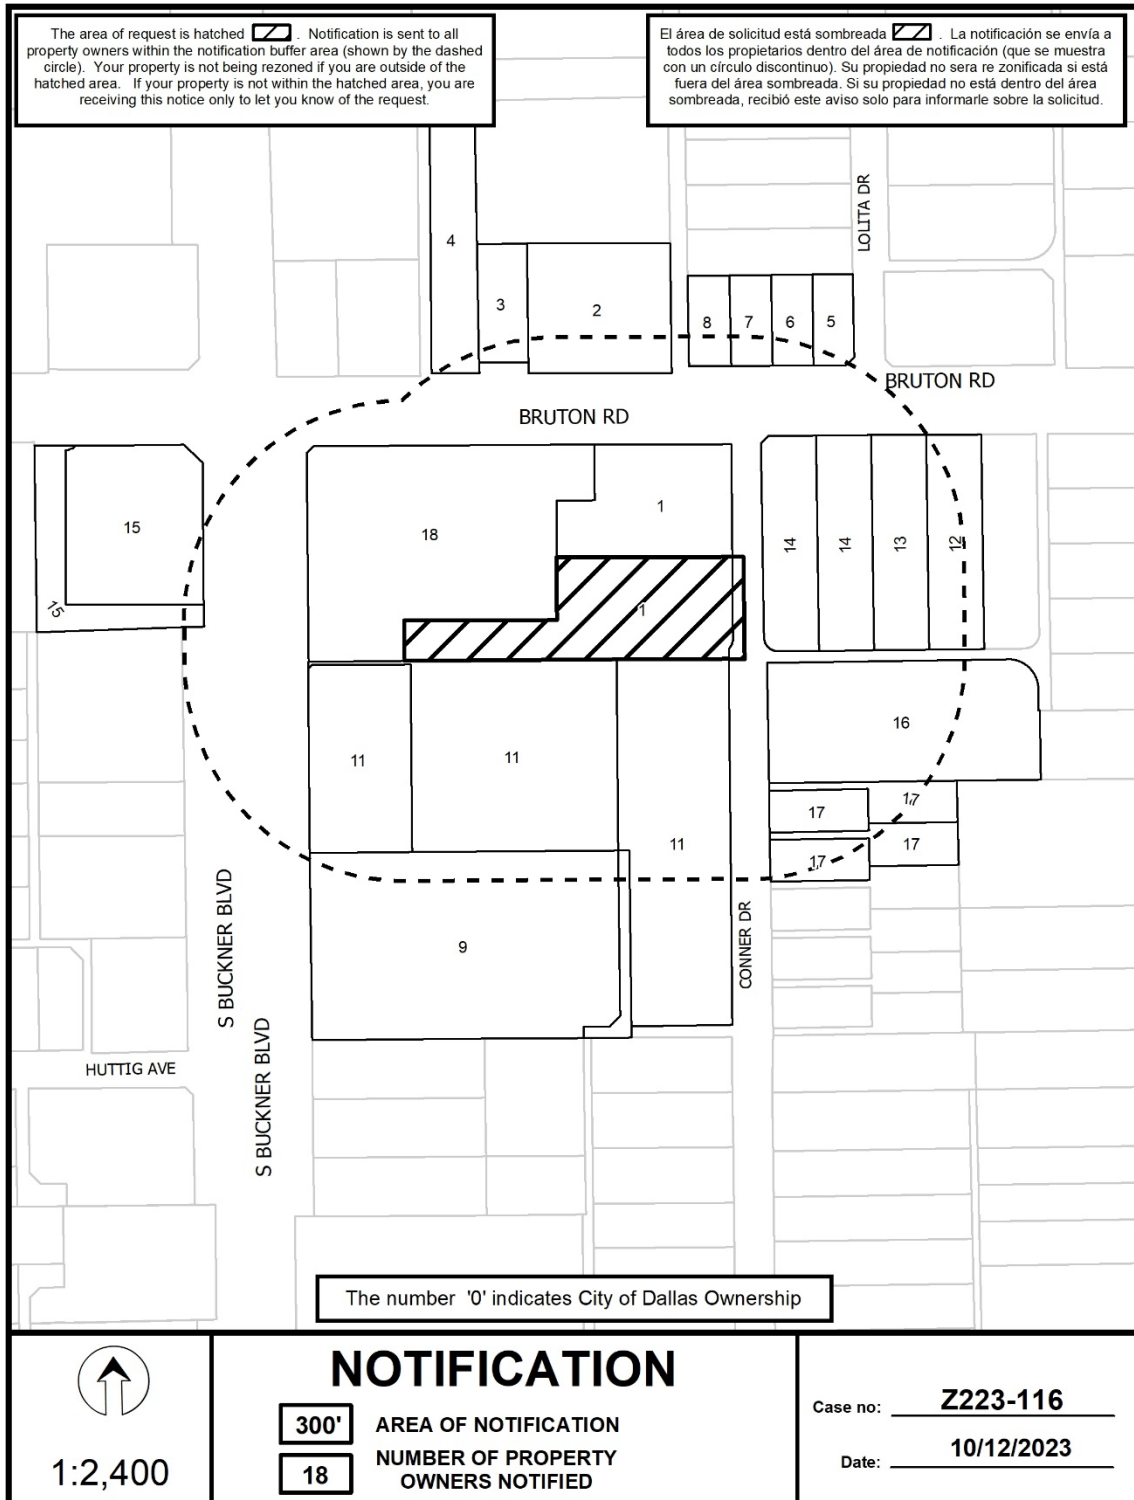 The area of request is hatched . Notification is sent to all
property owners within the notification buffer area (shown by the dashed
circle). Your property is not being rezoned if you are outside of the
hatched area. If your property is not within the hatched area, you are
receiving this notice only to let you know of the request.
El área de solicitud está sombreada . La notificación se envía a
todos los propietarios dentro del área de notificación (que se muestra
con un círculo discontinuo). Su propiedad no sera re zonificada si está
fuera del área sombreada. Si su propiedad no está dentro del área
sombreada, recibió este aviso solo para informarle sobre la solicitud.
LOLITA DR
4
3
2
8
7
6
5
BRUTON RD
BRUTON RD
15
18
1
14
14
13
12
15
1
16
11
11
17
17
11
17
17
9
S BUCKNER BLVD
CONNER DR
S BUCKNER BLVD
HUTTIG AVE
The number '0' indicates City of Dallas Ownership
1:2,400
NOTIFICATION
300' AREA OF NOTIFICATION
18 NUMBER OF PROPERTY
OWNERS NOTIFIED
Case no: Z223-116
Date: 10/12/2023